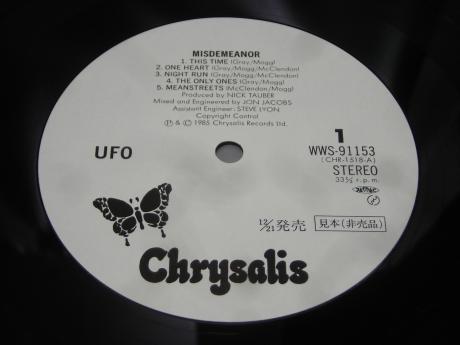 MISDEMEANOR
1. THIS TIME (Gray/Mogg)
2. ONE HEART (Gray/Mogg/McClendon)
3. NIGHT RUN (Gray/Mogg/McClendon)
4. THE ONLY ONES (Gray/Mogg)
5. MEANSTREETS (McClendon/Mogg)
Produced by NICK TAUBER
Mixed and Engineered by JON JACOBS
Assistant Engineer: STEVE LYON
Copyright Control
Ⓟ & © 1985 Chrysalis Records Ltd.
UFO
1
WWS-91153
(CHR-1518-A)
STEREO
33⅓ r.p.m.
12/21発売
見本(非売品)
Chrysalis